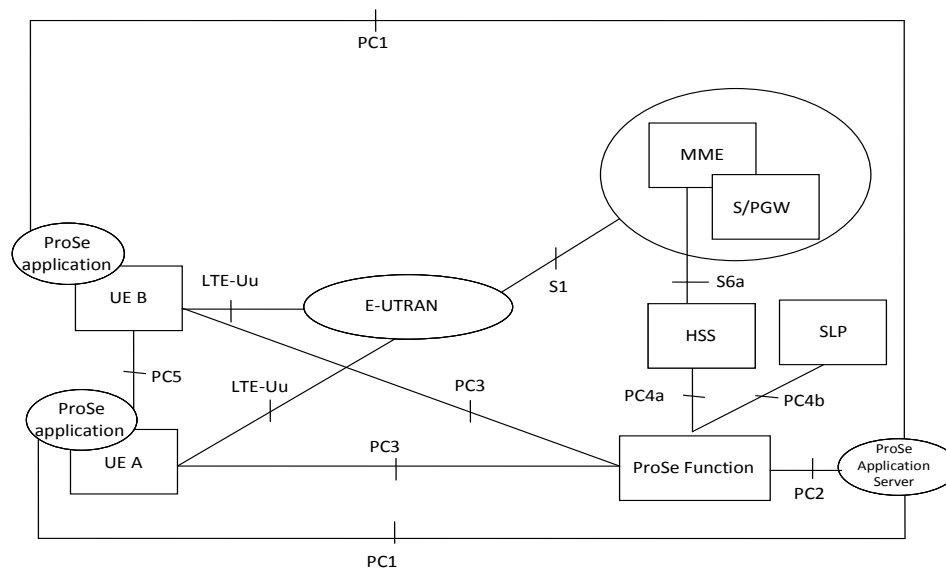 PC1
MME
S/PGW
ProSe
application
UE B
LTE-Uu
S1
S6a
E-UTRAN
HSS
SLP
PC5
LTE-Uu
PC3
PC4a
PC4b
ProSe
application
UE A
PC3
ProSe Function
PC2
ProSe
Application
Server
PC1